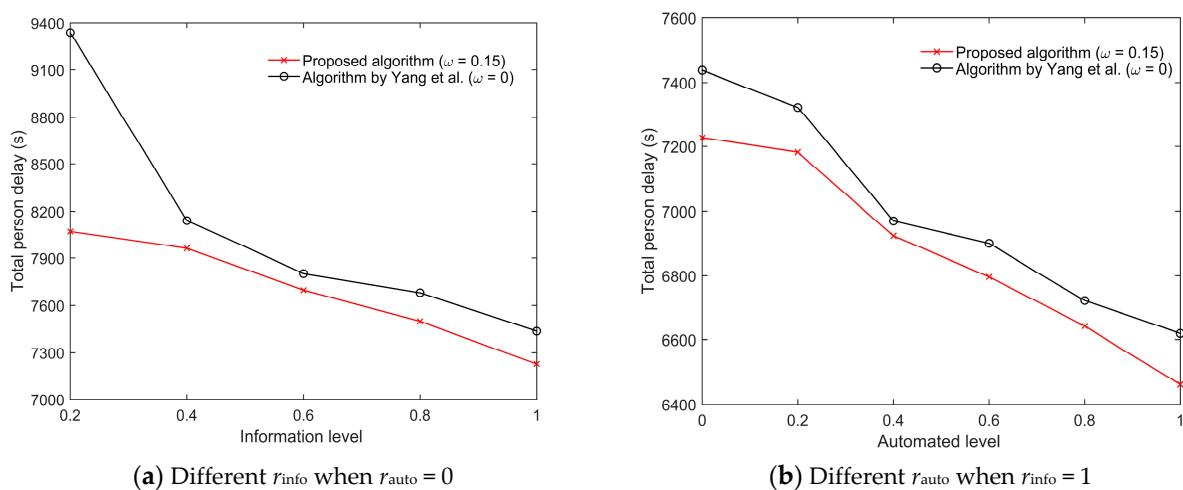 9400
9100
8800
8500
8200
7900
7600
7300
7000
Total person delay (s)
Proposed algorithm (ω = 0.15)
Algorithm by Yang et al. (ω = 0)
0.2 0.4 0.6 0.8 1
Information level
(a) Different rinfo when rauto = 0
7600
7400
7200
7000
6800
6600
6400
Total person delay (s)
Proposed algorithm (ω = 0.15)
Algorithm by Yang et al. (ω = 0)
0 0.2 0.4 0.6 0.8 1
Automated level
(b) Different rauto when rinfo = 1